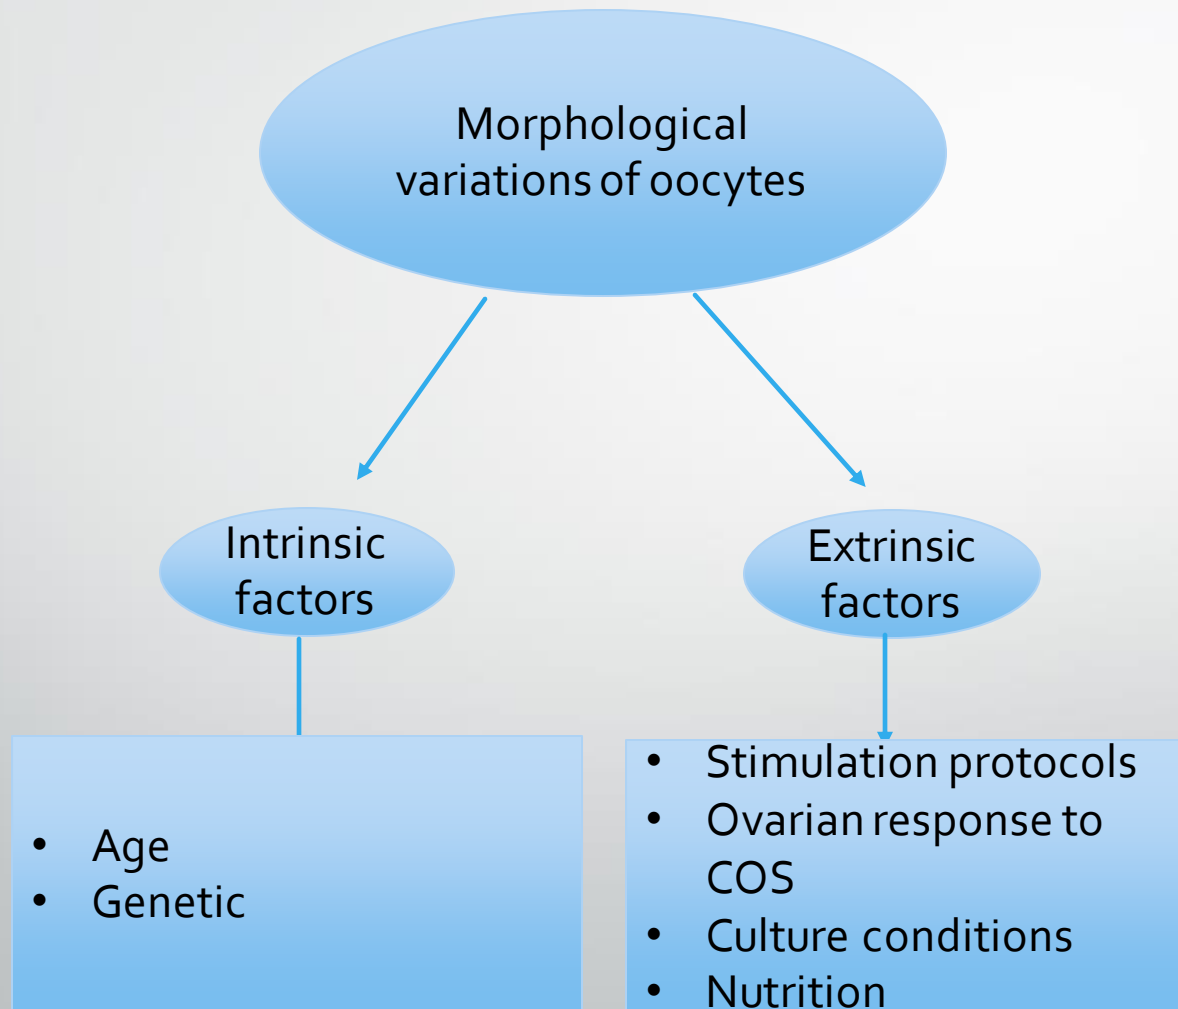 Morphological
variations of oocytes
Intrinsic
factors
Extrinsic
factors
• Age
• Genetic
• Stimulation protocols
• Ovarian response to
COS
• Culture conditions
• Nutrition